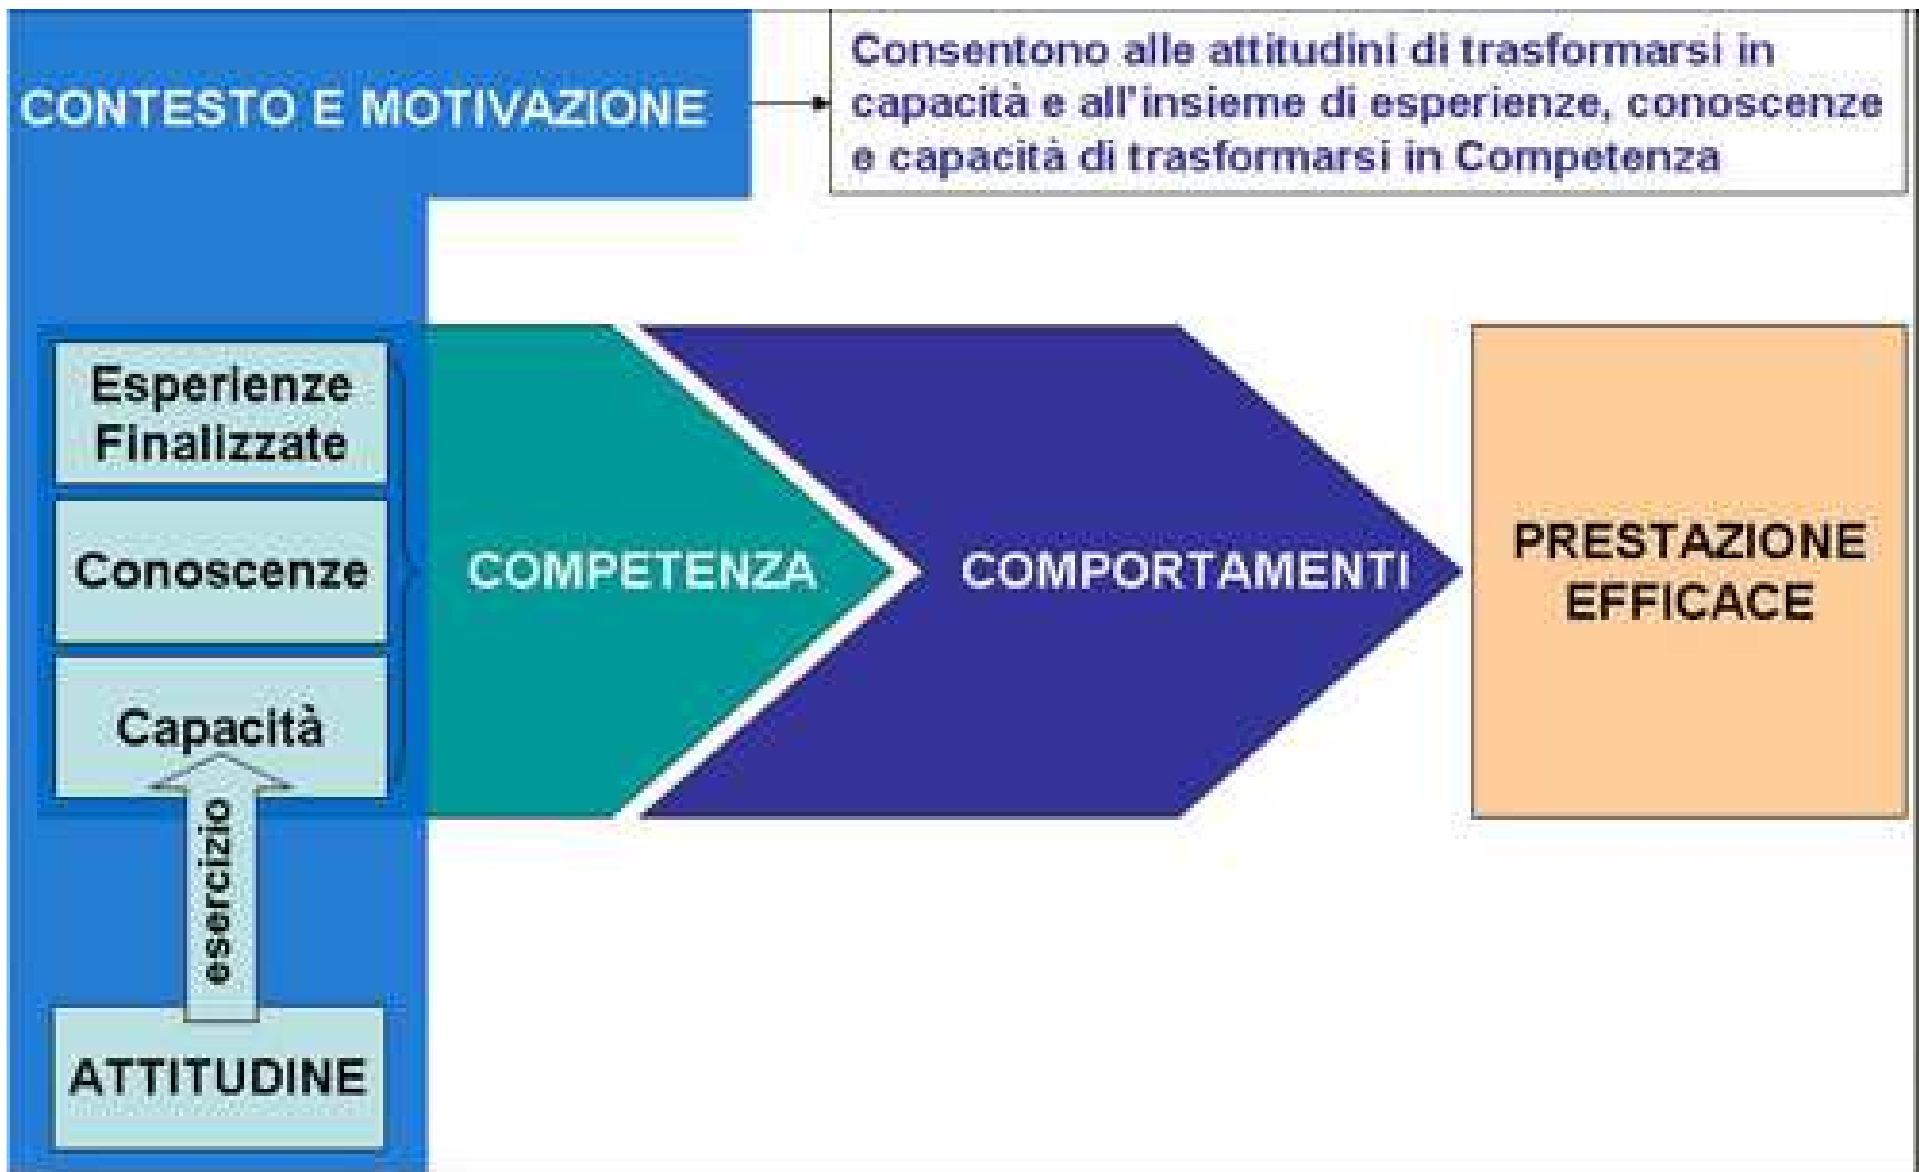 CONTESTO E MOTIVAZIONE
Consentono alle attitudini di trasformarsi in
capacità e all'insieme di esperienze, conoscenze
e capacità di trasformarsi in Competenza
Esperienze
Finalizzate
Conoscenze
Capacità
esercizio
ATTITUDINE
COMPETENZA
COMPORTAMENTI
PRESTAZIONE
EFFICACE